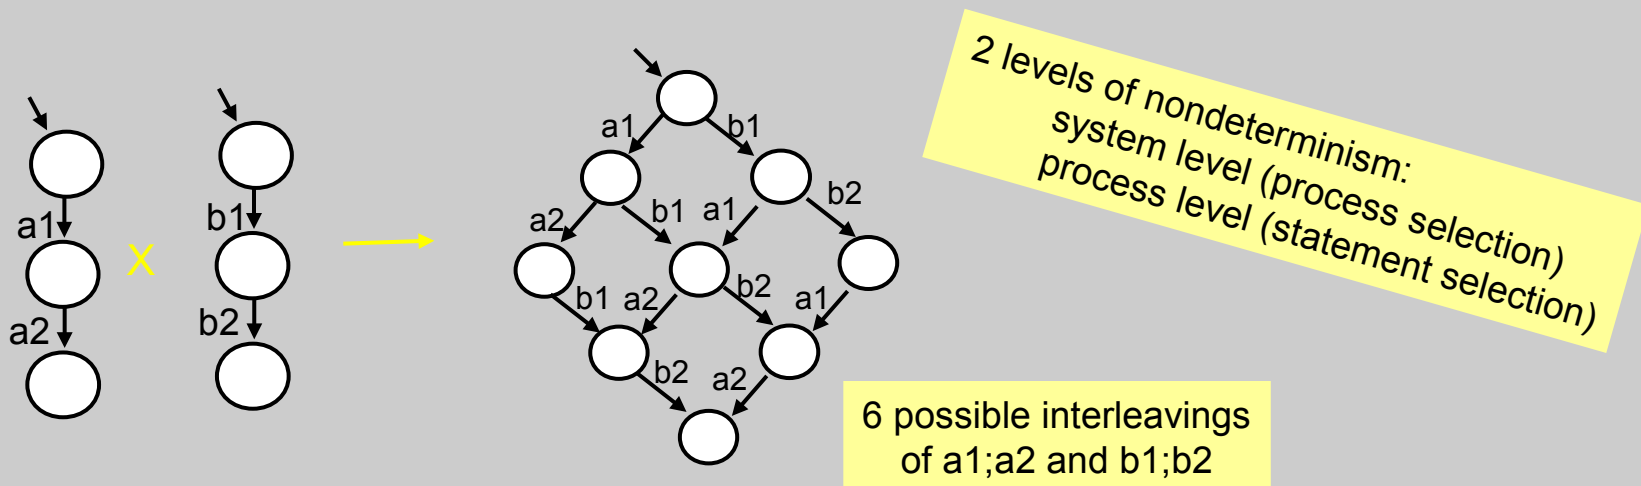 a1
a2
X
b1
b2
a1
b1
a2
b1
a1
b2
b1
a2
b2
a1
b2
a2
2 levels of nondeterminism:
system level (process selection)
process level (statement selection)
6 possible interleavings
of a1;a2 and b1;b2